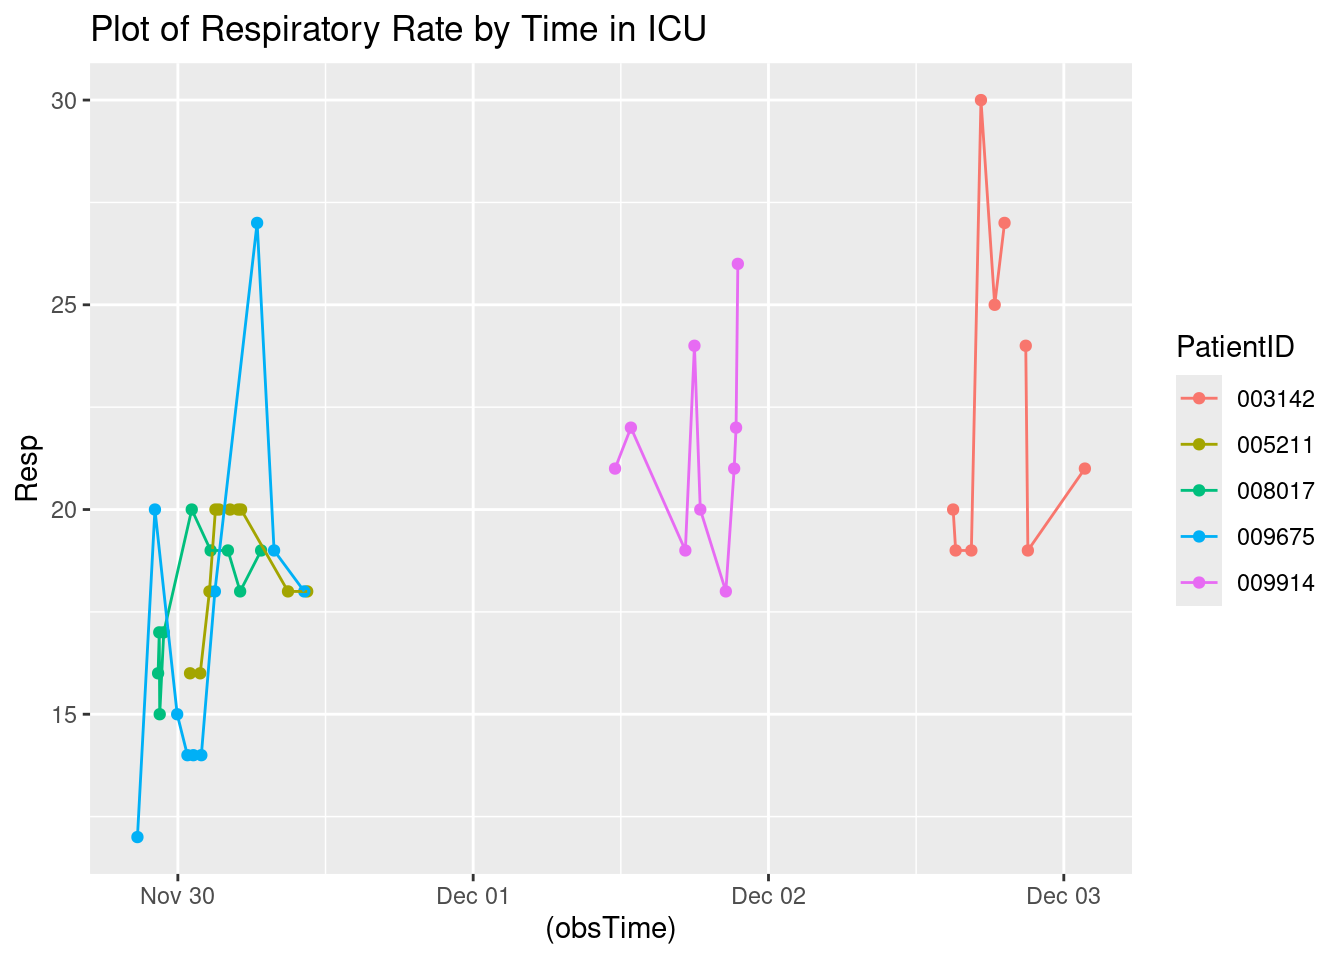 Plot of Respiratory Rate by Time in ICU
30
25
20
15
Resp
Nov 30
Dec 01
Dec 02
Dec 03
(obsTime)
PatientID
003142
005211
008017
009675
009914